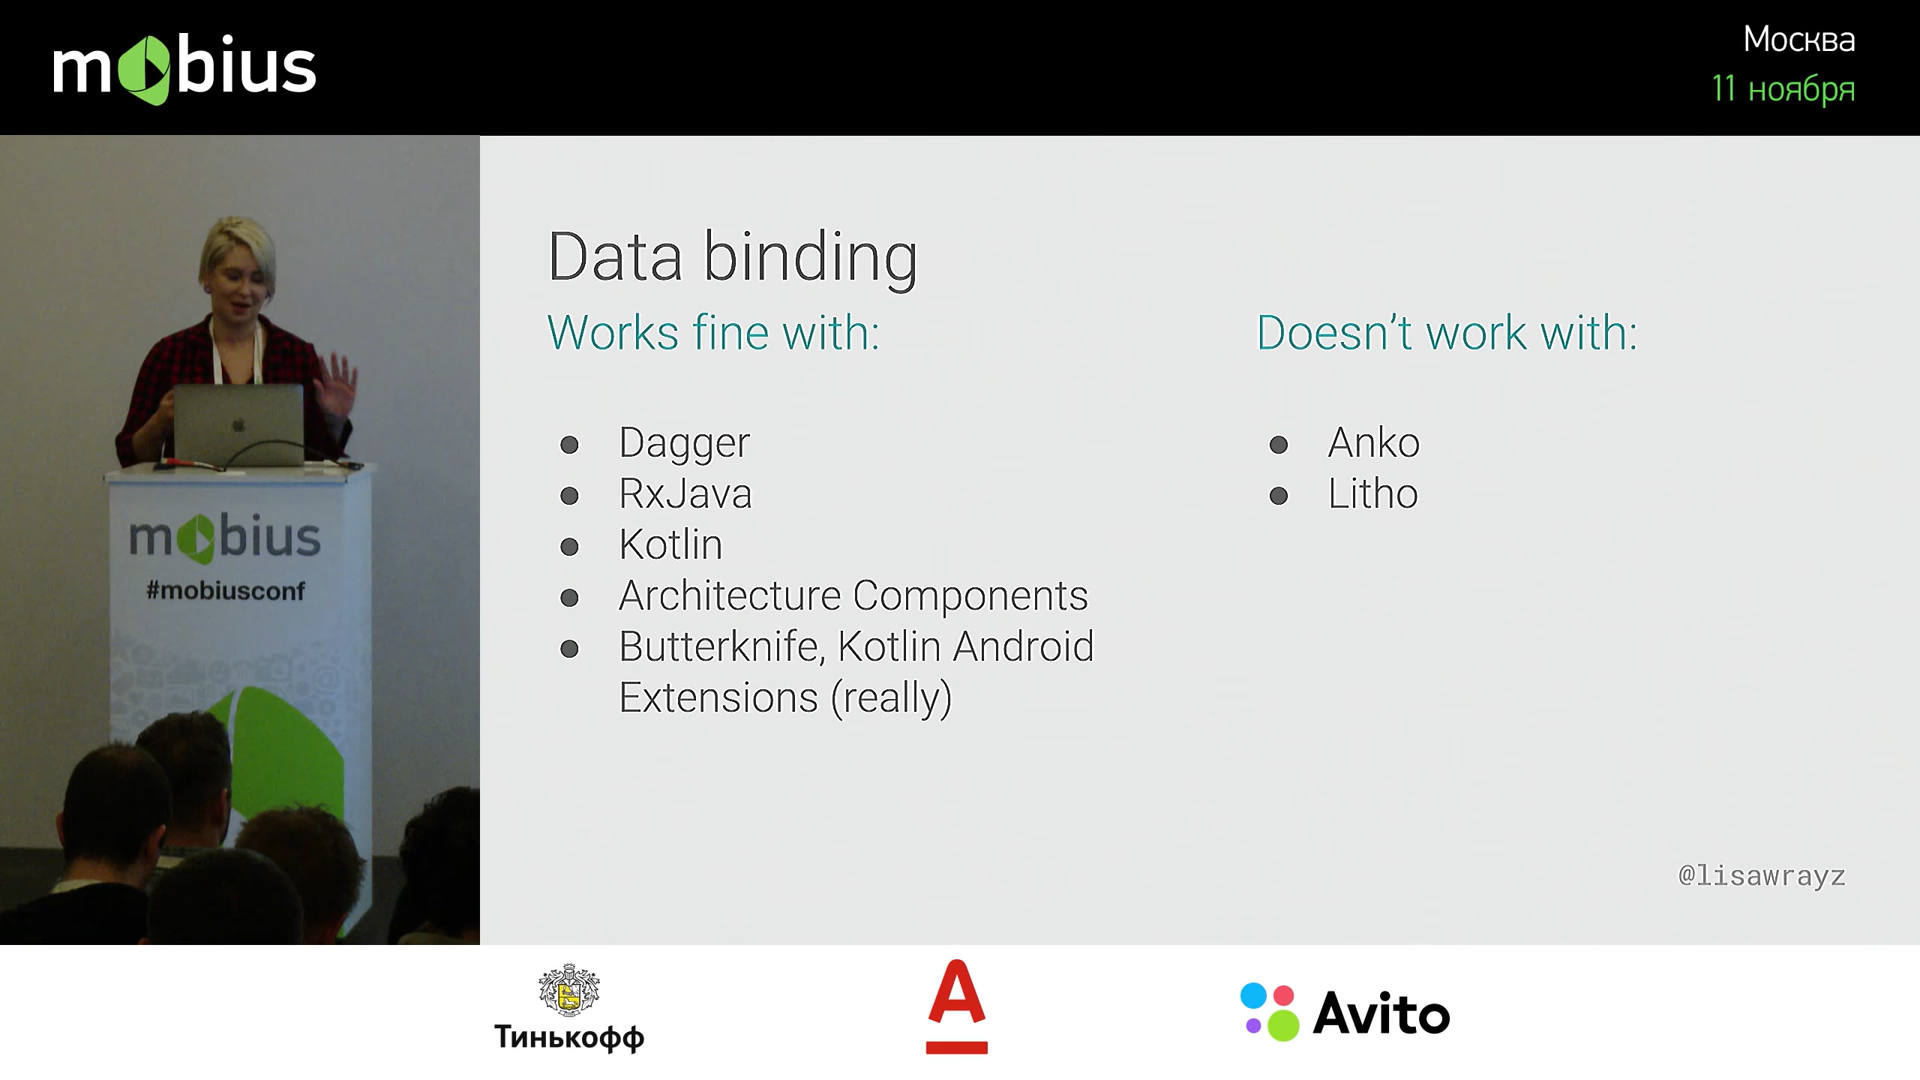 mobius
Москва
11 ноября
Data binding
Works fine with:
● Dagger
● RxJava
● Kotlin
● Architecture Components
● Butterknife, Kotlin Android
Extensions (really)
Doesn't work with:
● Anko
● Litho
@lisawrayz
mobius
#mobiusconf
Тинькофф
А
Avito